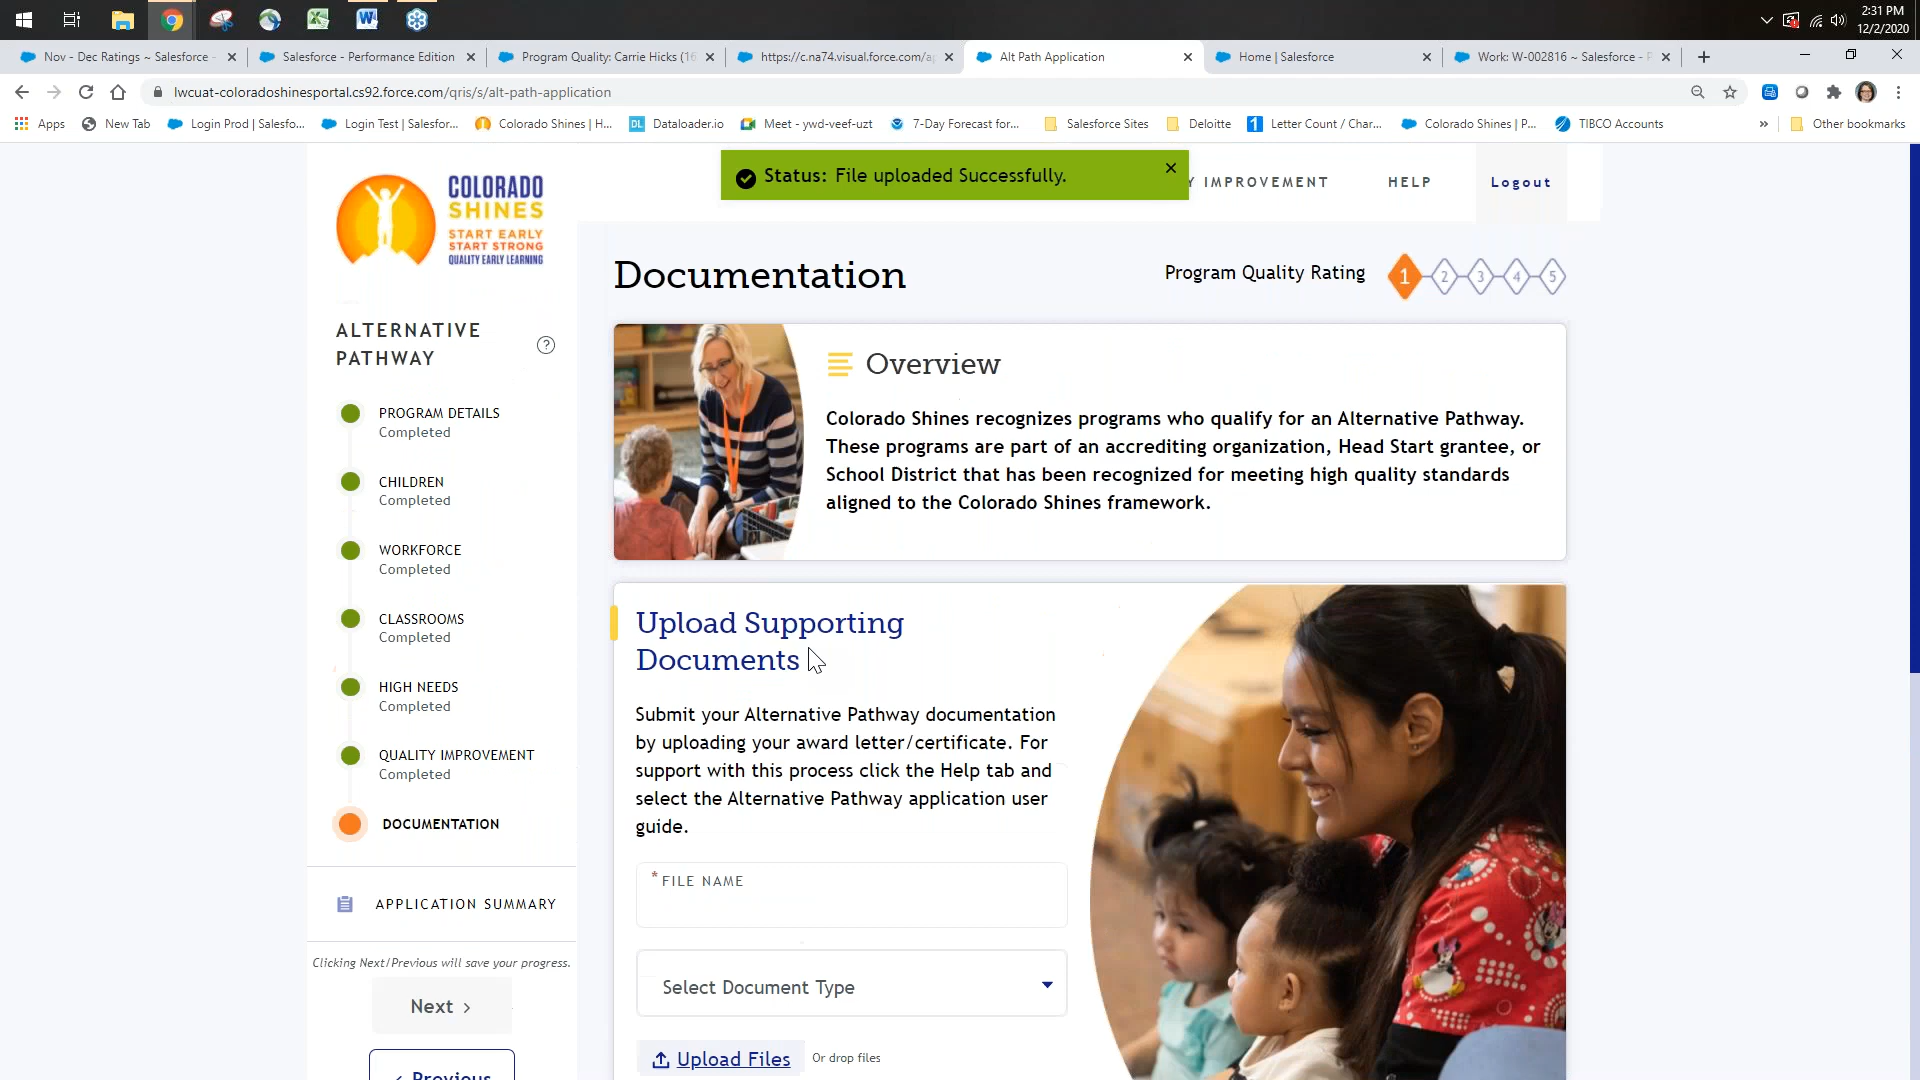 2:31 PM
12/2/2020
Nov - Dec Ratings ~ Salesforce -
Salesforce - Performance Edition
Program Quality: Carrie Hicks (16
https://c.na74.visual.force.com/a
Alt Path Application
Home | Salesforce
Work: W-002816 ~ Salesforce - P
lwcuat-coloradoshinesportal.cs92.force.com/qris/s/alt-path-application
Apps
New Tab
Login Prod | Salesfo...
Login Test | Salesfor...
Colorado Shines | H...
DL Dataloader.io
Meet - ywd-veef-uzt
7-Day Forecast for...
Salesforce Sites
Deloitte
1 Letter Count / Char...
Colorado Shines | P...
TIBCO Accounts
» Other bookmarks
COLORADO
SHINES
START EARLY
START STRONG
QUALITY EARLY LEARNING
Status: File uploaded Successfully.
Y IMPROVEMENT
HELP
Logout
ALTERNATIVE
PATHWAY
?
PROGRAM DETAILS
Completed
CHILDREN
Completed
WORKFORCE
Completed
CLASSROOMS
Completed
HIGH NEEDS
Completed
QUALITY IMPROVEMENT
Completed
DOCUMENTATION
APPLICATION SUMMARY
Clicking Next/Previous will save your progress.
Next >
< Previous
Documentation
Program Quality Rating
1 2 3 4 5
Overview
Colorado Shines recognizes programs who qualify for an Alternative Pathway.
These programs are part of an accrediting organization, Head Start grantee, or
School District that has been recognized for meeting high quality standards
aligned to the Colorado Shines framework.
Upload Supporting
Documents
Submit your Alternative Pathway documentation
by uploading your award letter/certificate. For
support with this process click the Help tab and
select the Alternative Pathway application user
guide.
*FILE NAME
Select Document Type
Upload Files
Or drop files